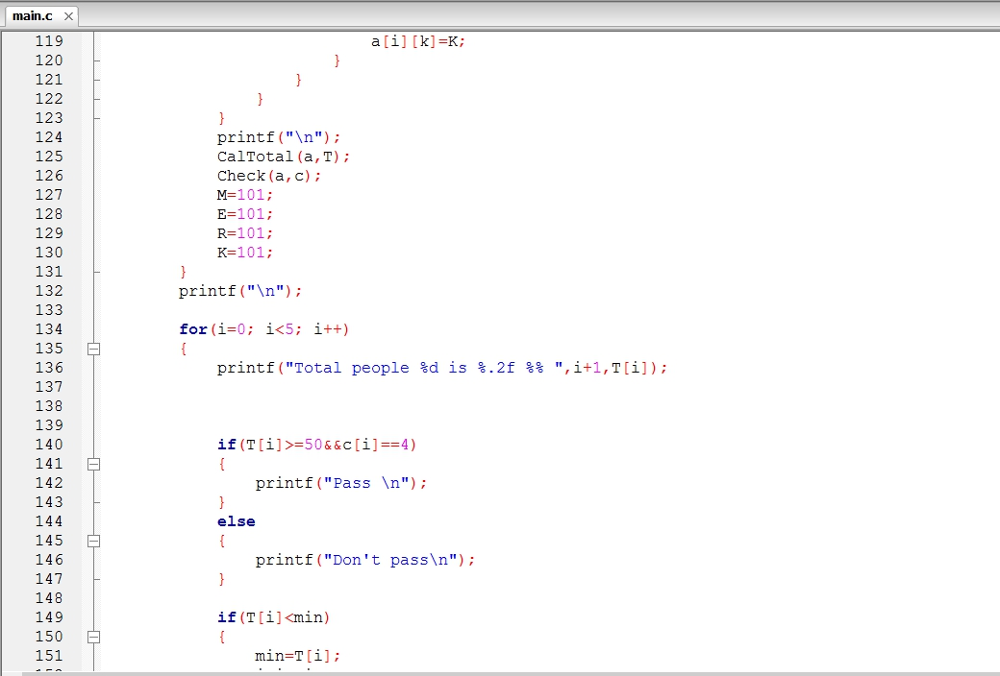 main.c
119 a[i][k]=K;
120 }
121 }
122 }
123 }
124 printf("\n");
125 CalTotal(a,T);
126 Check(a,c);
127 M=101;
128 E=101;
129 R=101;
130 K=101;
131 }
132 printf("\n");
133
134 for(i=0; i<5; i++)
135 {
136 printf("Total people %d is %.2f %% ",i+1,T[i]);
137
138
139
140 if(T[i]>=50&&c[i]==4)
141 {
142 printf("Pass \n");
143 }
144 else
145 {
146 printf("Don't pass\n");
147 }
148
149 if(T[i]<min)
150 {
151 min=T[i];